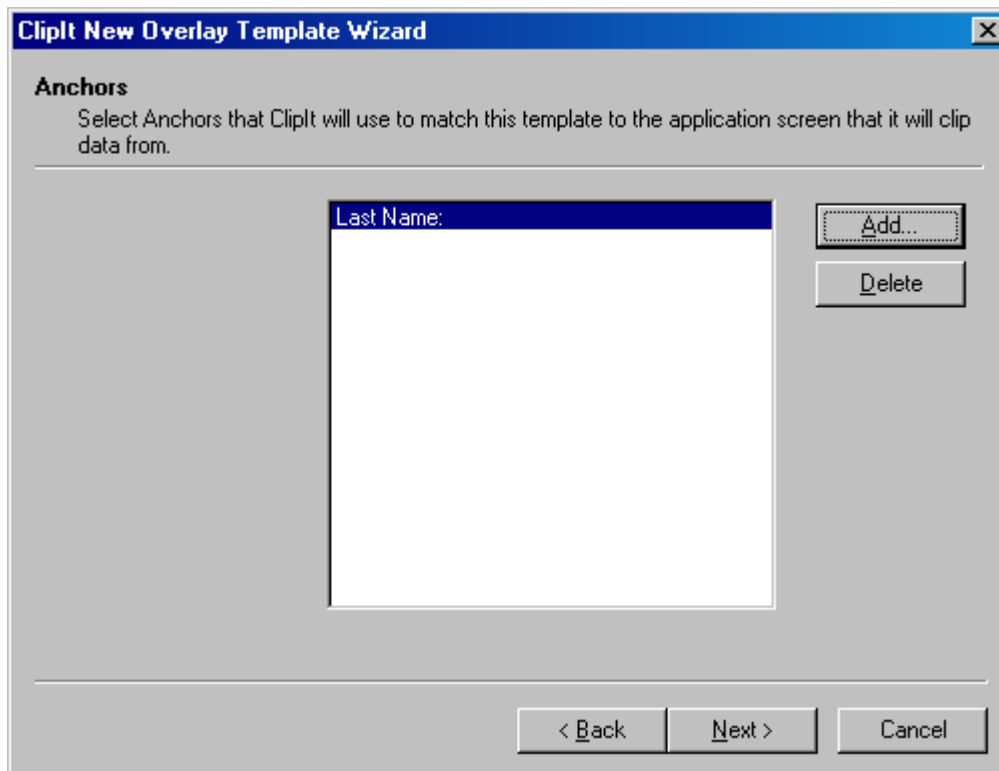 ClipIt New Overlay Template Wizard
Anchors
Select Anchors that ClipIt will use to match this template to the application screen that it will clip
data from.
Last Name:
Add...
Delete
< Back
Next >
Cancel